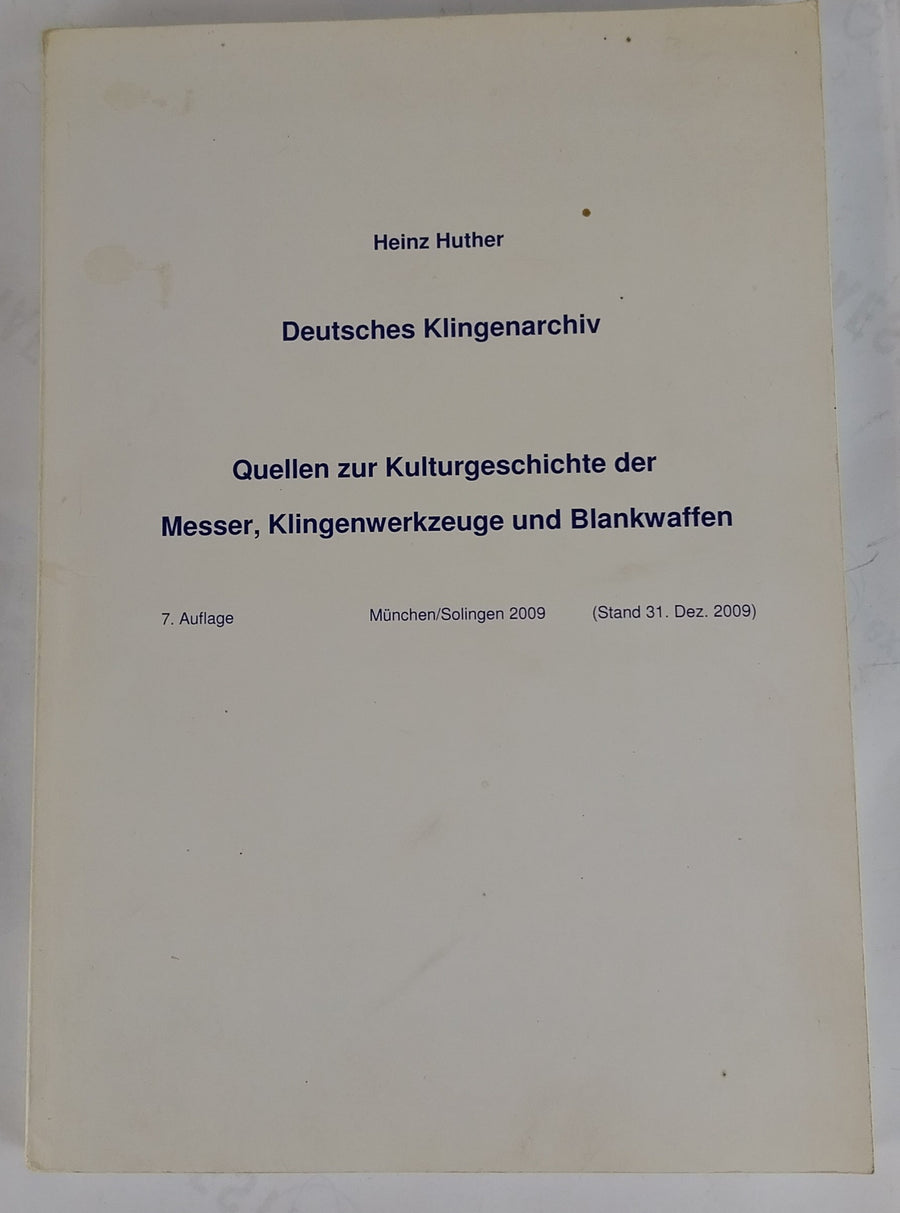 Heinz Huther
Deutsches Klingenarchiv
Quellen zur Kulturgeschichte der
Messer, Klingenwerkzeuge und Blankwaffen
7. Auflage München/Solingen 2009 (Stand 31. Dez. 2009)